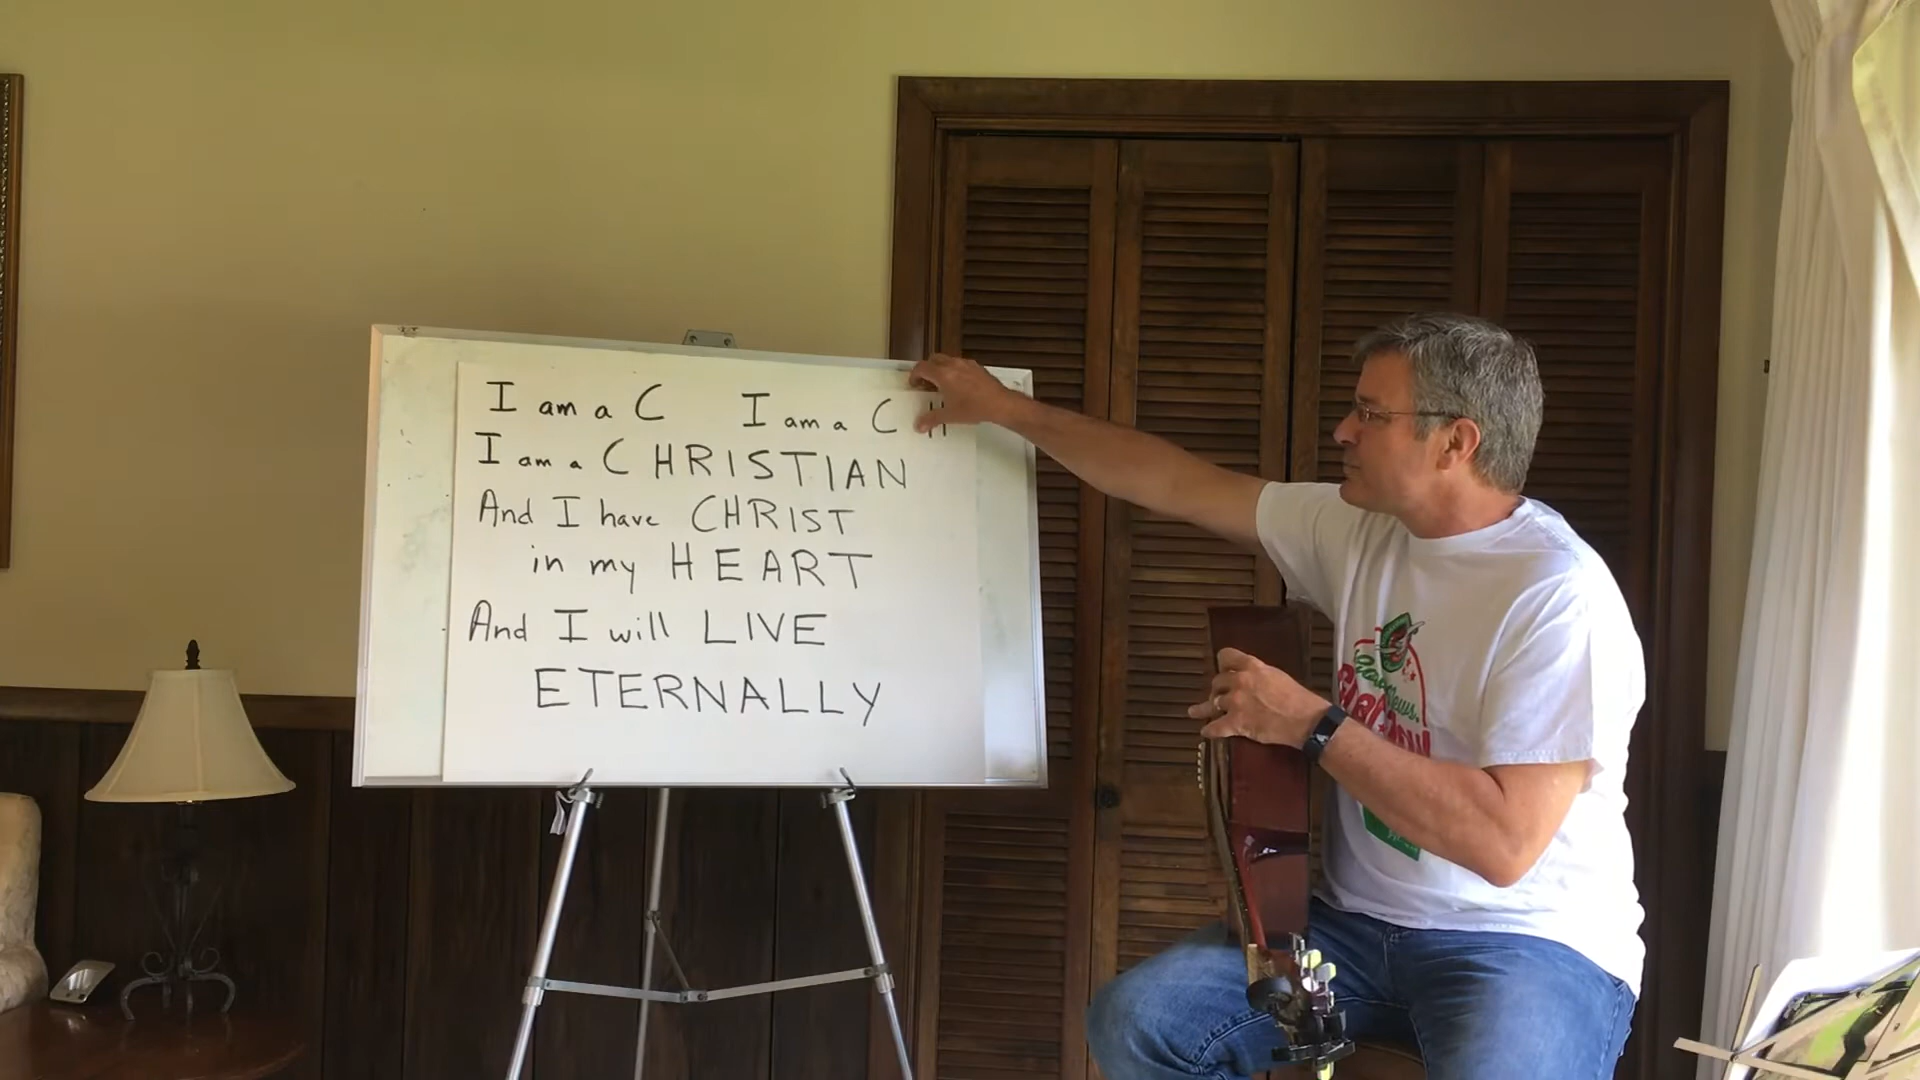 I am a C I am a C H
I am a CHRISTIAN
And I have CHRIST
in my HEART
And I will LIVE
ETERNALLY